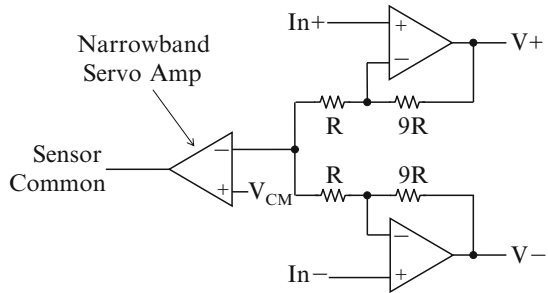 In+
+
−
V+
Narrowband
Servo Amp
R
9R
Sensor
Common
−
+
V_CM
R
9R
−
+
In−
V−